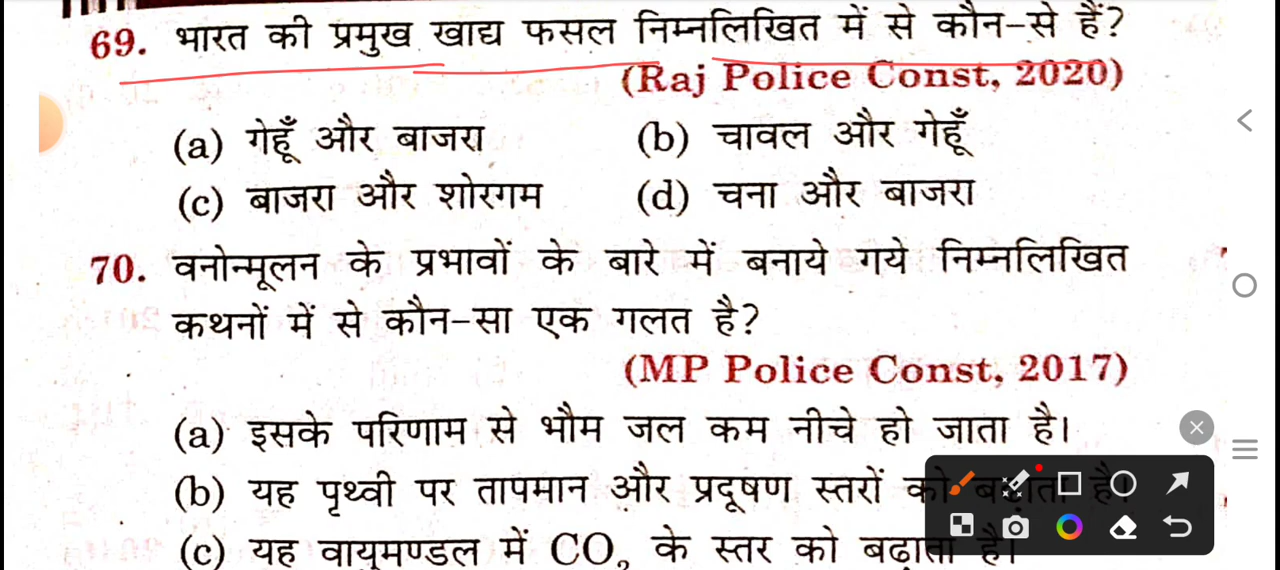 69. भारत की प्रमुख खाद्य फसल निम्नलिखित में से कौन-से हैं?
(Raj Police Const, 2020)
(a) गेहूँ और बाजरा (b) चावल और गेहूँ
(c) बाजरा और शोरगम (d) चना और बाजरा
70. वनोन्मूलन के प्रभावों के बारे में बनाये गये निम्नलिखित
कथनों में से कौन-सा एक गलत है?
(MP Police Const, 2017)
(a) इसके परिणाम से भौम जल कम नीचे हो जाता है।
(b) यह पृथ्वी पर तापमान और प्रदूषण स्तरों को बढ़ाता है।
(c) यह वायुमण्डल में CO₂ के स्तर को बढ़ाता है।